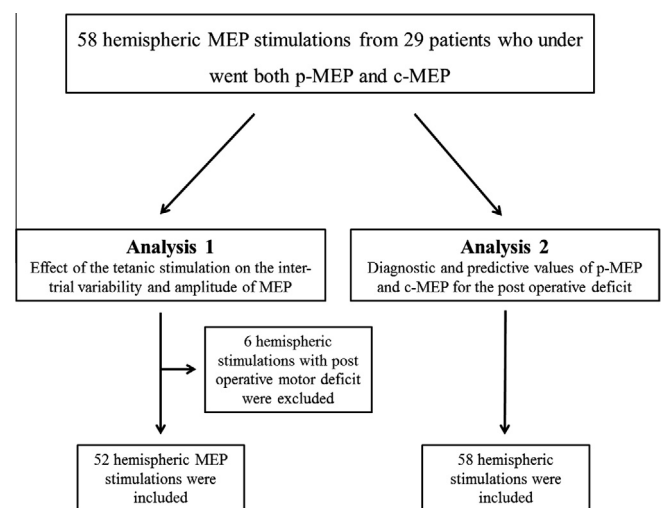 58 hemispheric MEP stimulations from 29 patients who under
went both p-MEP and c-MEP
Analysis 1
Effect of the tetanic stimulation on the inter-
trial variability and amplitude of MEP
Analysis 2
Diagnostic and predictive values of p-MEP
and c-MEP for the post operative deficit
6 hemispheric
stimulations with post
operative motor deficit
were excluded
52 hemispheric MEP
stimulations were
included
58 hemispheric
stimulations were
included